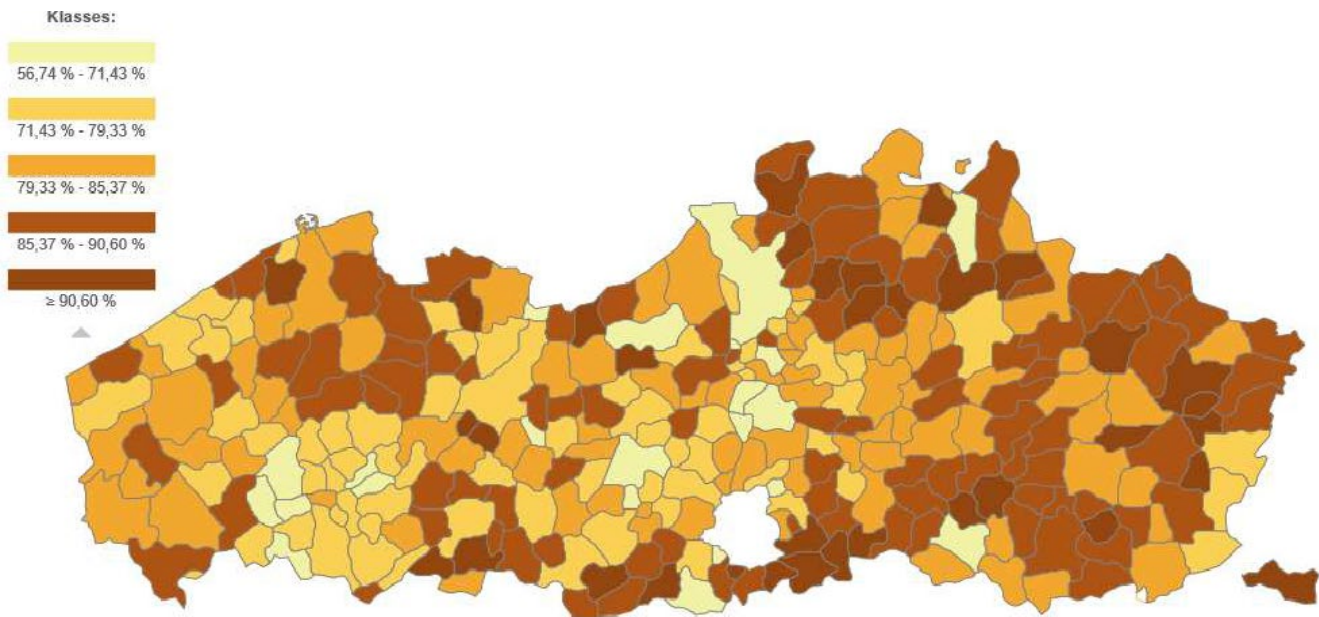 Klasses:
56,74 % - 71,43 %
71,43 % - 79,33 %
79,33 % - 85,37 %
85,37 % - 90,60 %
≥ 90,60 %